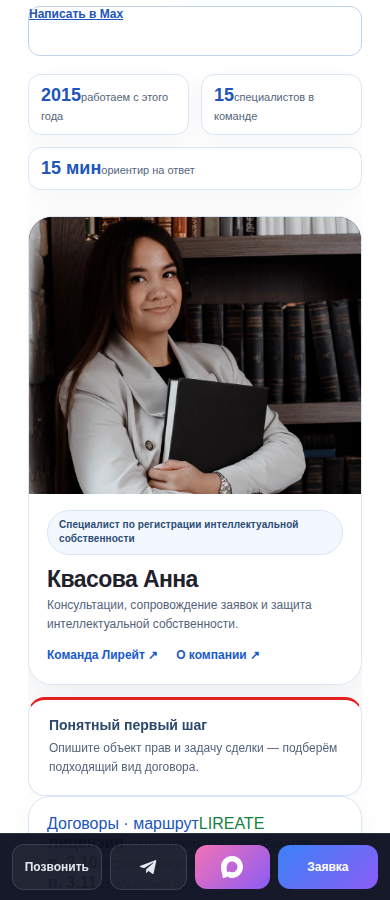 Написать в Max
2015работаем с этого
года
15специалистов в
команде
15 минориентир на ответ
Специалист по регистрации интеллектуальной
собственности
Квасова Анна
Консультации, сопровождение заявок и защита
интеллектуальной собственности.
Команда Лирейт ↗ О компании ↗
Понятный первый шаг
Опишите объект прав и задачу сделки — подберём
подходящий вид договора.
Договоры · маршрутLIREATE
Позвонить
Заявка